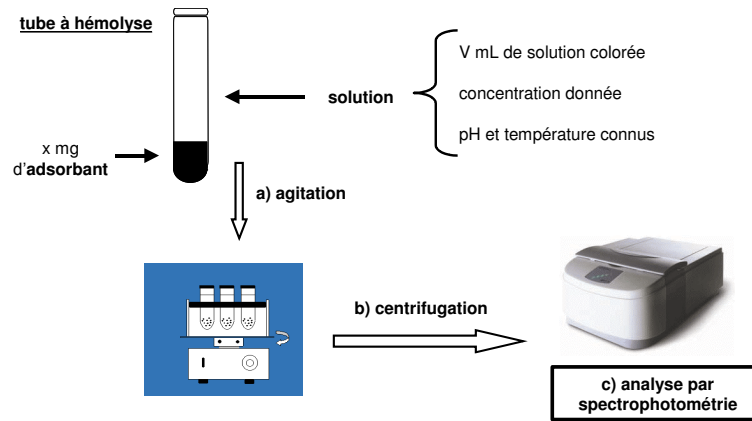 tube à hémolyse
V mL de solution colorée
solution
concentration donnée
pH et température connus
x mg
d'adsorbant
a) agitation
b) centrifugation
c) analyse par
spectrophotométrie